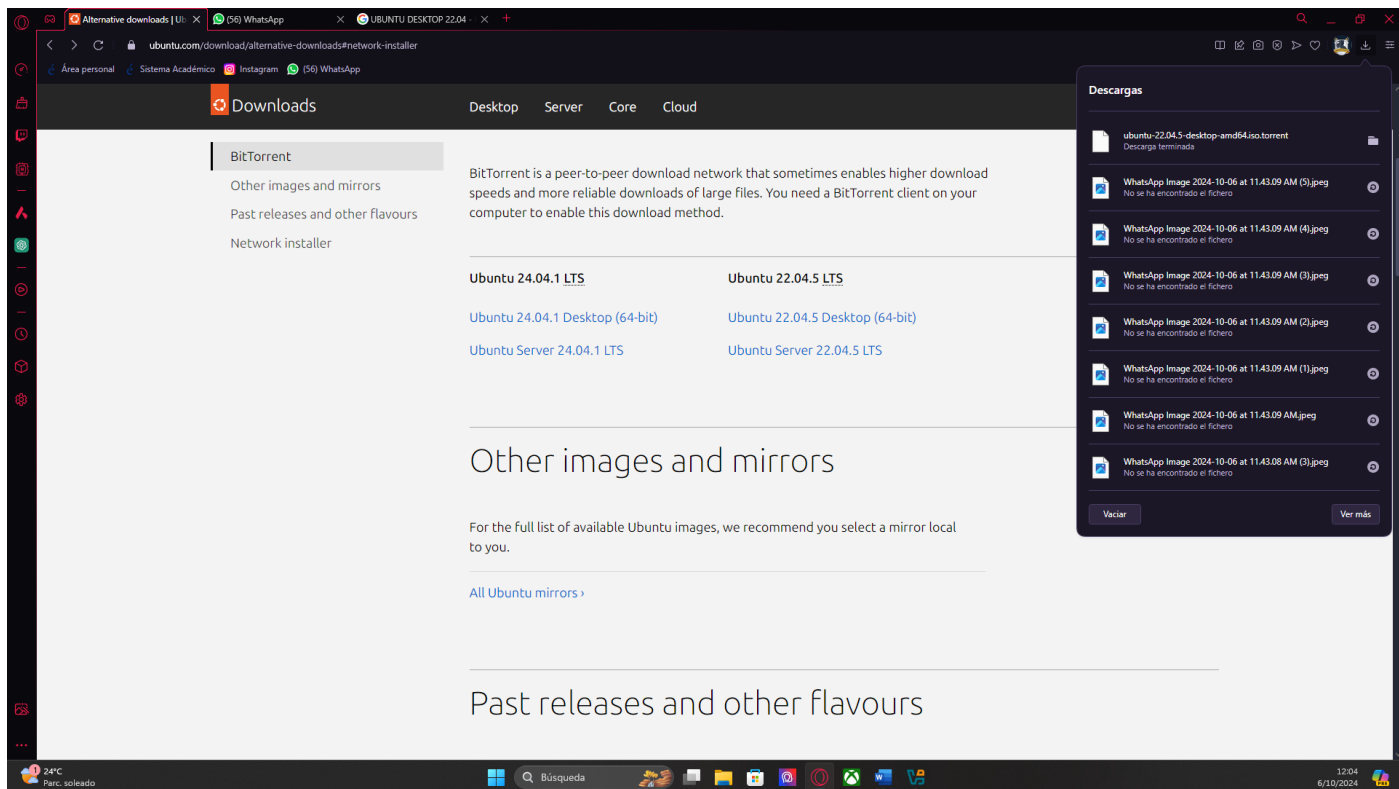 Alternative downloads | Ub
(56) WhatsApp
UBUNTU DESKTOP 22.04 -
ubuntu.com/download/alternative-downloads#network-installer
Área personal
Sistema Académico
Instagram
(56) WhatsApp
Downloads
Desktop
Server
Core
Cloud
BitTorrent
Other images and mirrors
Past releases and other flavours
Network installer
BitTorrent is a peer-to-peer download network that sometimes enables higher download
speeds and more reliable downloads of large files. You need a BitTorrent client on your
computer to enable this download method.
Ubuntu 24.04.1 LTS
Ubuntu 22.04.5 LTS
Ubuntu 24.04.1 Desktop (64-bit)
Ubuntu 22.04.5 Desktop (64-bit)
Ubuntu Server 24.04.1 LTS
Ubuntu Server 22.04.5 LTS
Other images and mirrors
For the full list of available Ubuntu images, we recommend you select a mirror local
to you.
All Ubuntu mirrors ›
Past releases and other flavours
Descargas
ubuntu-22.04.5-desktop-amd64.iso.torrent
Descarga terminada
WhatsApp Image 2024-10-06 at 11.43.09 AM (5).jpeg
No se ha encontrado el fichero
WhatsApp Image 2024-10-06 at 11.43.09 AM (4).jpeg
No se ha encontrado el fichero
WhatsApp Image 2024-10-06 at 11.43.09 AM (3).jpeg
No se ha encontrado el fichero
WhatsApp Image 2024-10-06 at 11.43.09 AM (2).jpeg
No se ha encontrado el fichero
WhatsApp Image 2024-10-06 at 11.43.09 AM (1).jpeg
No se ha encontrado el fichero
WhatsApp Image 2024-10-06 at 11.43.09 AM.jpeg
No se ha encontrado el fichero
WhatsApp Image 2024-10-06 at 11.43.08 AM (3).jpeg
No se ha encontrado el fichero
Vaciar
Ver más
1
24°C
Parc. soleado
Búsqueda
12:04
6/10/2024